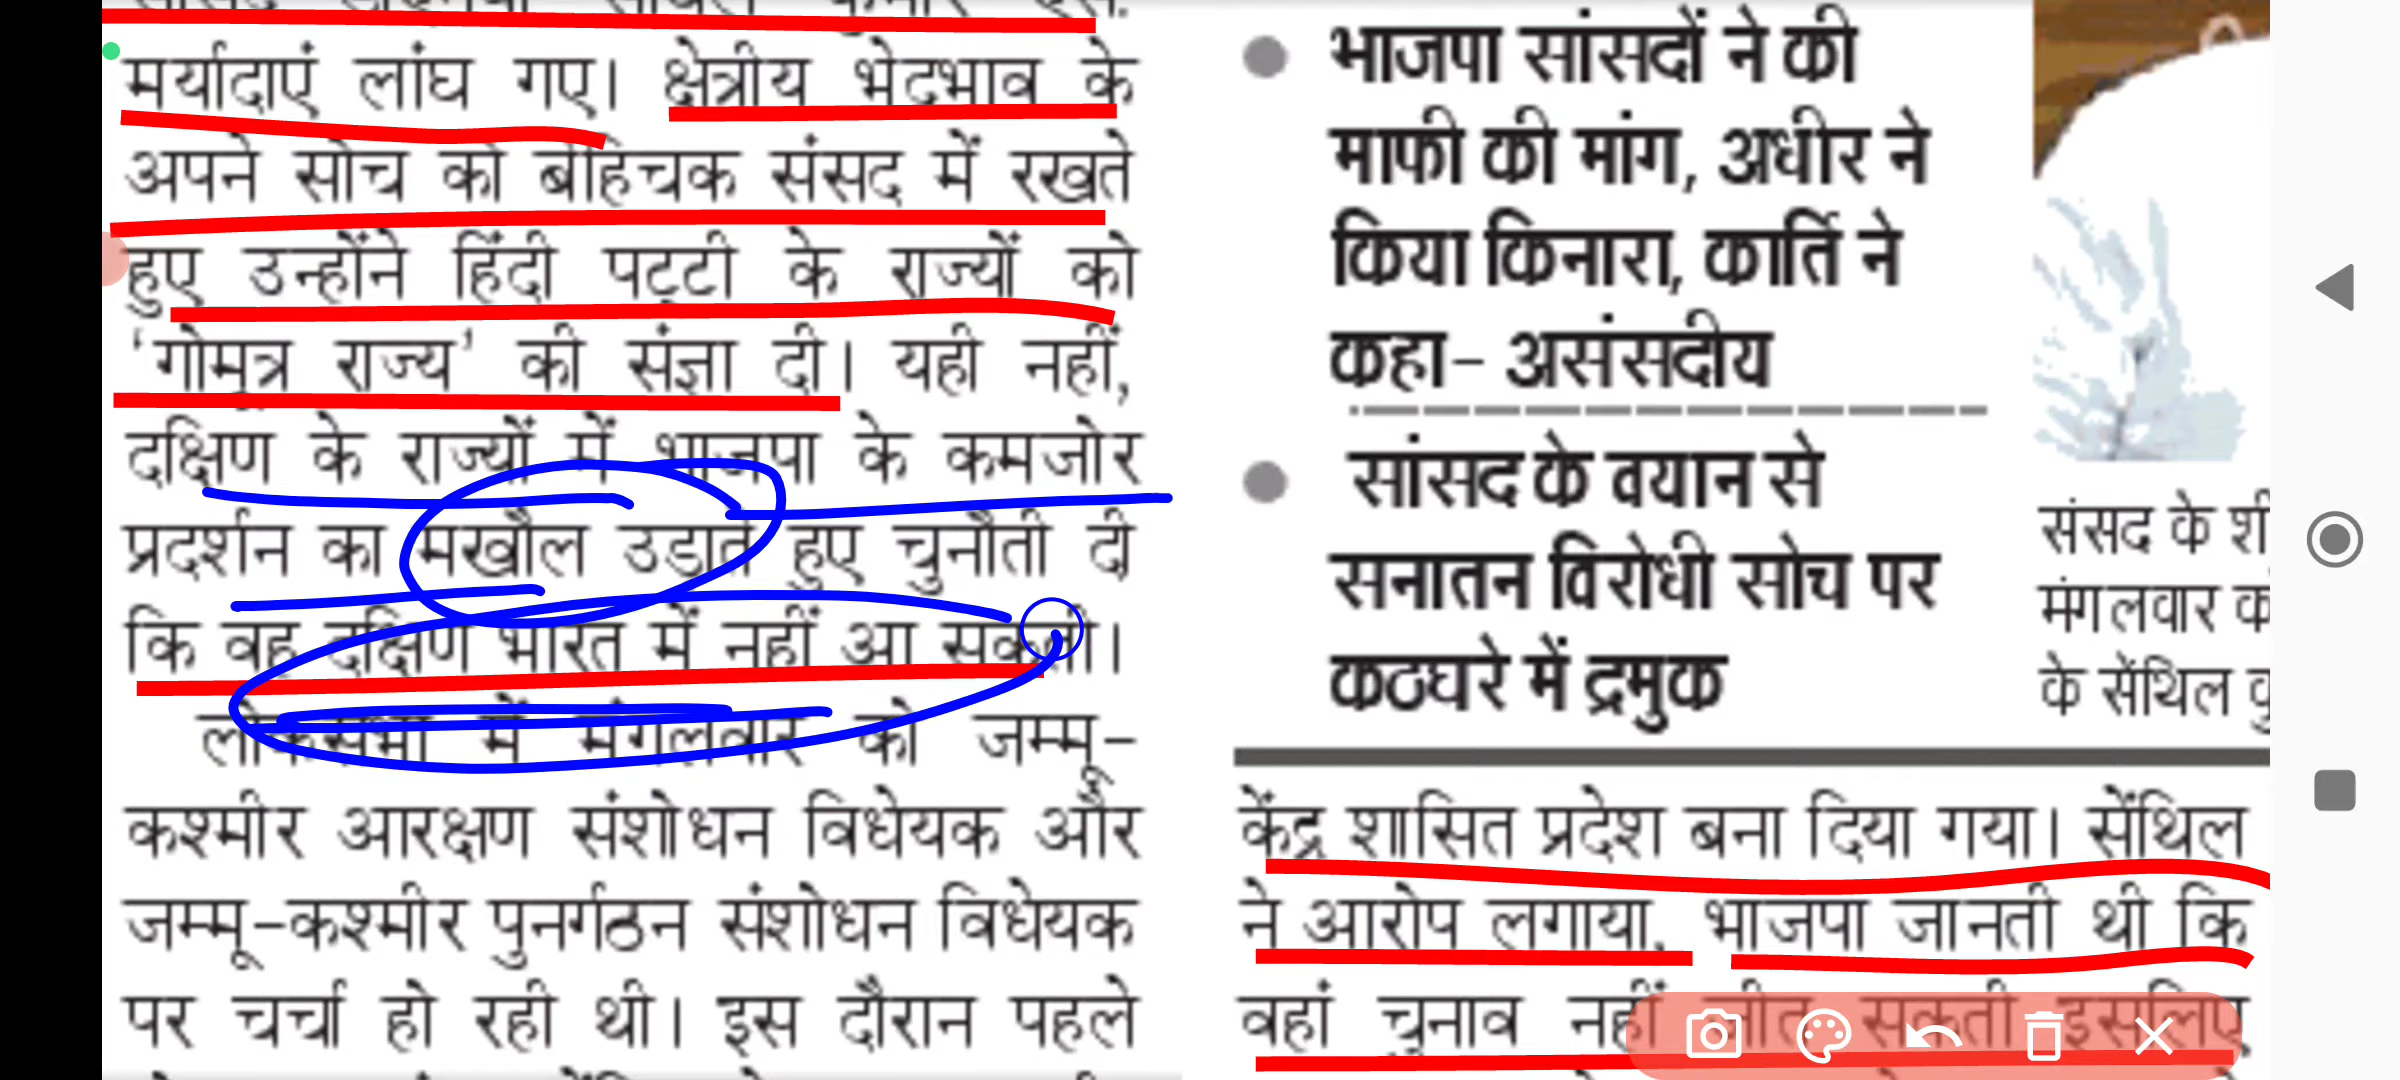 मर्यादाएं लांघ गए। क्षेत्रीय भेदभाव के
अपने सोच को बेहिचक संसद में रखते
हुए उन्होंने हिंदी पट्टी के राज्यों को
'गोमूत्र राज्य' की संज्ञा दी। यही नहीं,
दक्षिण के राज्यों में भाजपा के कमजोर
प्रदर्शन का मखौल उड़ाते हुए चुनौती दी
कि वह दक्षिण भारत में नहीं आ सकती।
लोकसभा में मंगलवार को जम्मू-
कश्मीर आरक्षण संशोधन विधेयक और
जम्मू-कश्मीर पुनर्गठन संशोधन विधेयक
पर चर्चा हो रही थी। इस दौरान पहले
भाजपा सांसदों ने की
माफी की मांग, अधीर ने
किया किनारा, कार्ति ने
कहा- असंसदीय
सांसद के बयान से
सनातन विरोधी सोच पर
कठघरे में द्रमुक
संसद के
मंगलवार
के सेंथिल
केंद्र शासित प्रदेश बना दिया गया। सेंथिल
ने आरोप लगाया, भाजपा जानती थी कि
वहां चुनाव नहीं जीत सकती इसलिए